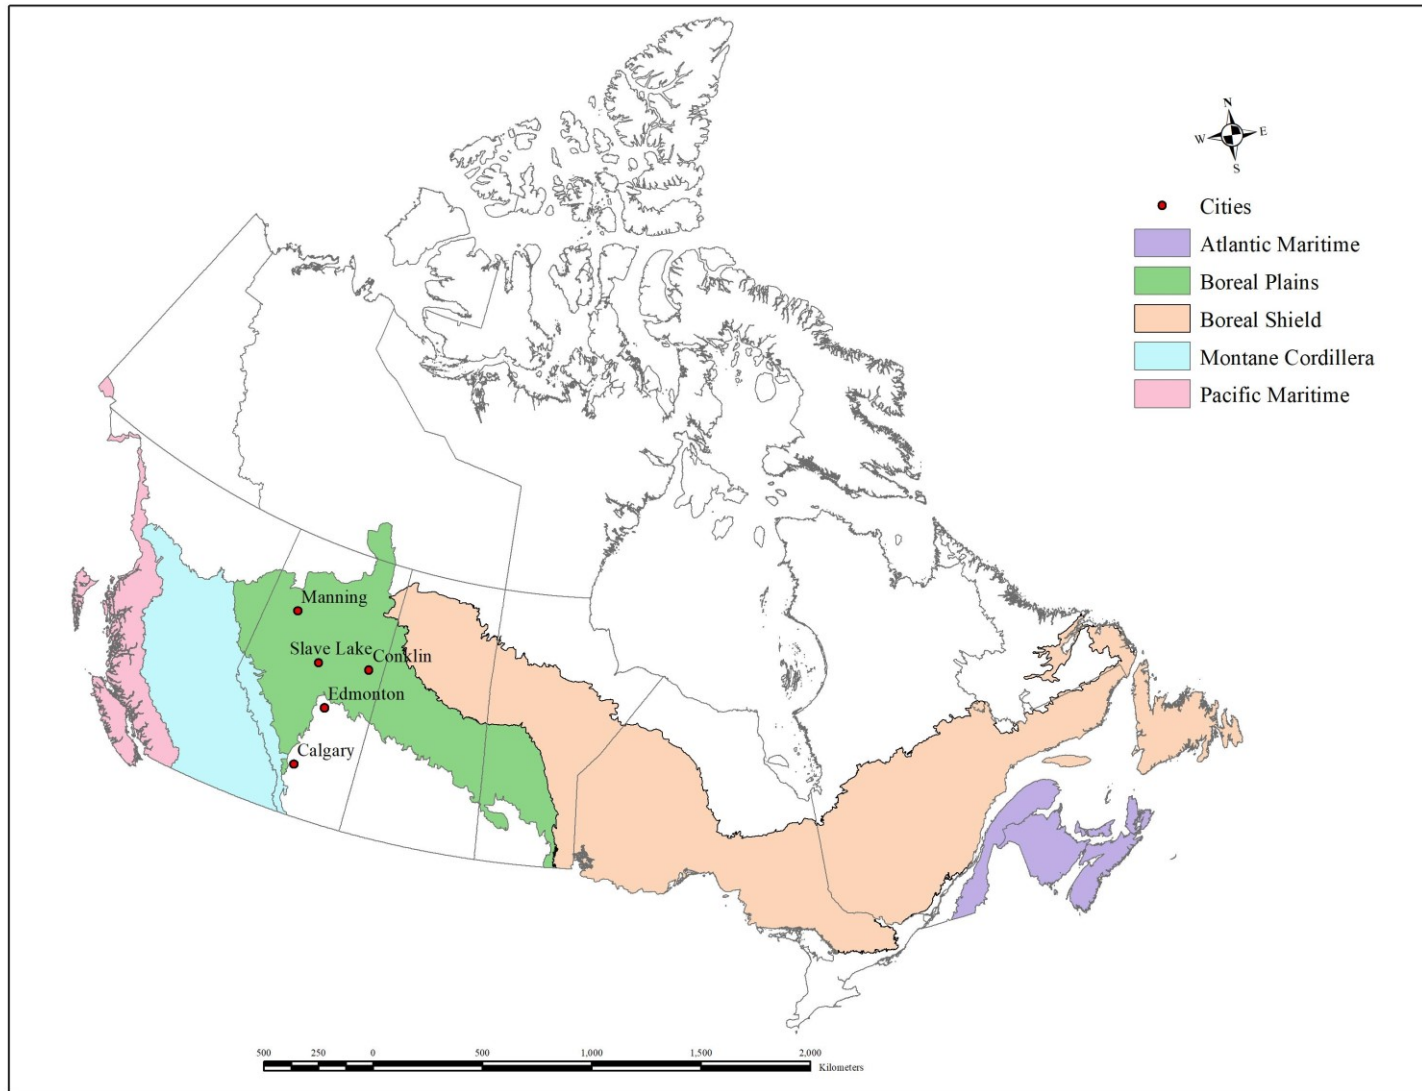 N
W E
S
Cities
Atlantic Maritime
Boreal Plains
Boreal Shield
Montane Cordillera
Pacific Maritime
Manning
Slave Lake
Conklin
Edmonton
Calgary
500 250 0 500 1,000 1,500 2,000
Kilometers